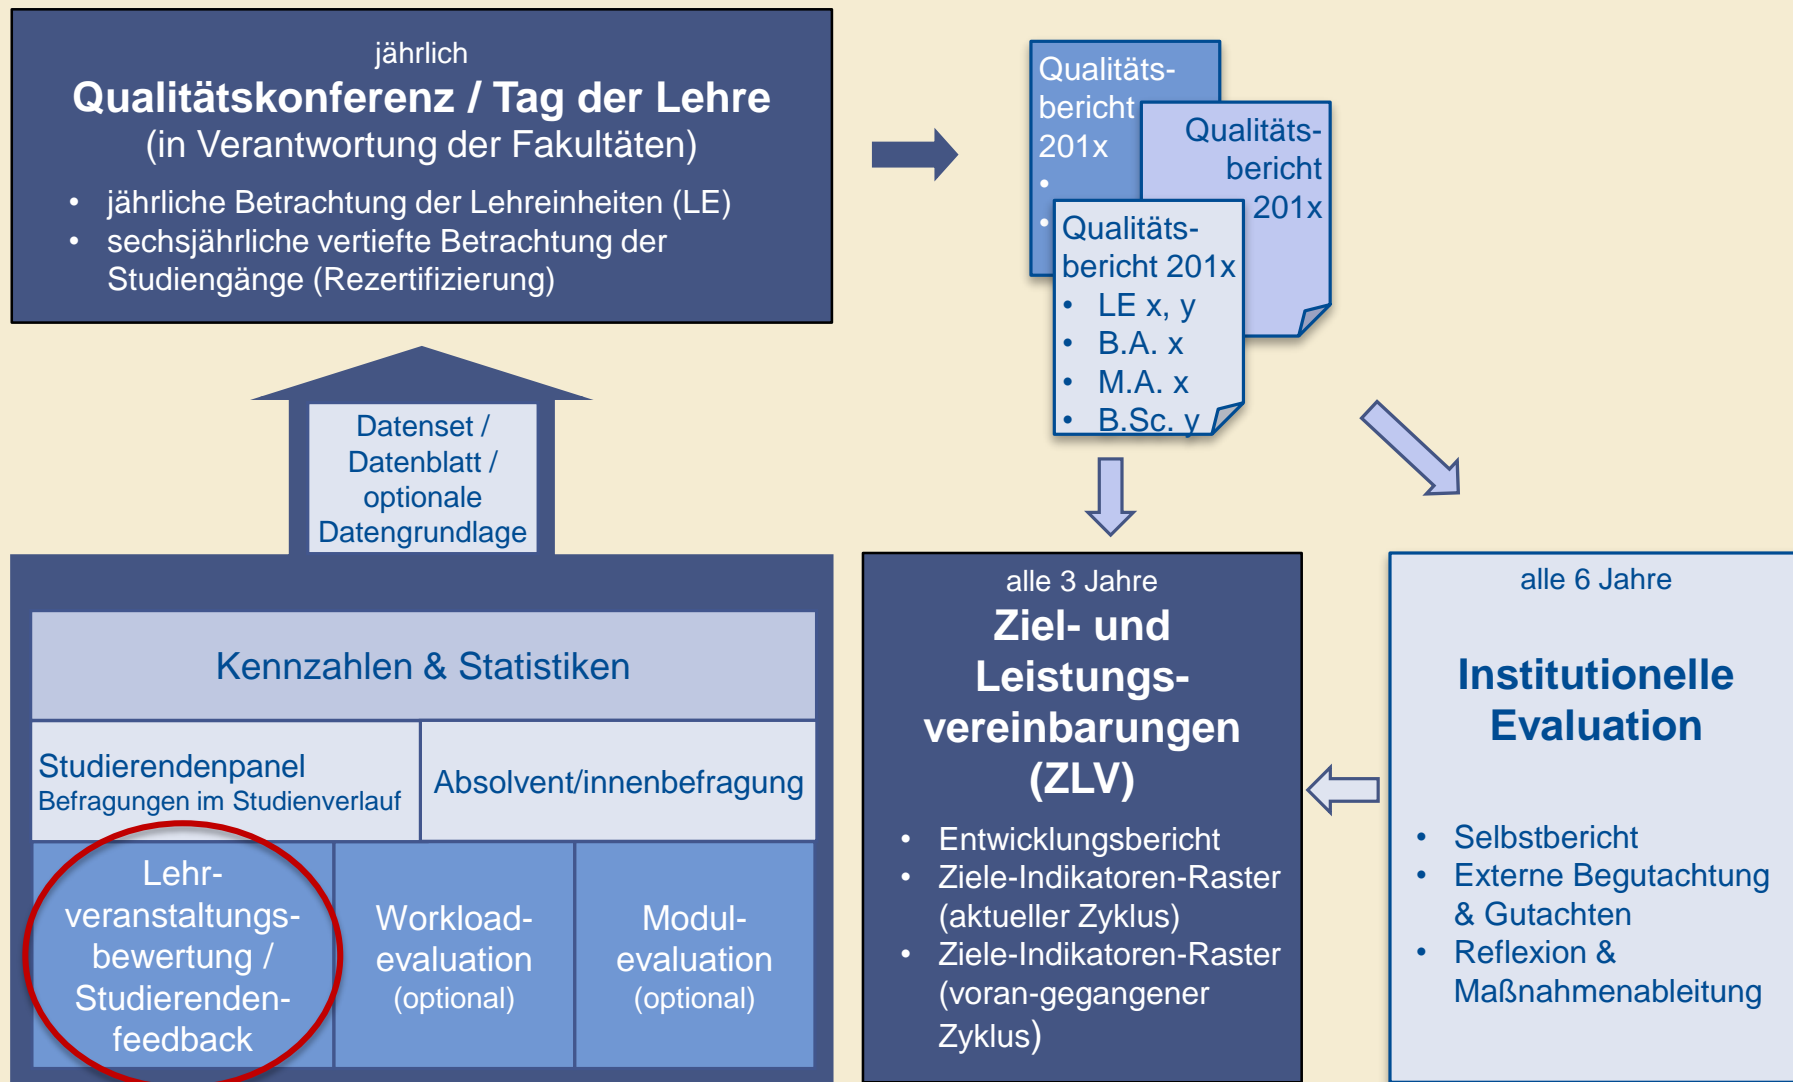 jährlich
Qualitätskonferenz / Tag der Lehre
(in Verantwortung der Fakultäten)
• jährliche Betrachtung der Lehreinheiten (LE)
• sechsjährliche vertiefte Betrachtung der
Studiengänge (Rezertifizierung)
Qualitäts-
bericht
201x
•
•
Qualitäts-
bericht
201x
Qualitäts-
bericht 201x
• LE x, y
• B.A. x
• M.A. x
• B.Sc. y
Datenset /
Datenblatt /
optionale
Datengrundlage
Kennzahlen & Statistiken
Studierendenpanel
Befragungen im Studienverlauf
Absolvent/innenbefragung
Lehr-
veranstaltungs-
bewertung /
Studierenden-
feedback
Workload-
evaluation
(optional)
Modul-
evaluation
(optional)
alle 3 Jahre
Ziel- und
Leistungs-
vereinbarungen
(ZLV)
• Entwicklungsbericht
• Ziele-Indikatoren-Raster
(aktueller Zyklus)
• Ziele-Indikatoren-Raster
(voran-gegangener
Zyklus)
alle 6 Jahre
Institutionelle
Evaluation
• Selbstbericht
• Externe Begutachtung
& Gutachten
• Reflexion &
Maßnahmenableitung